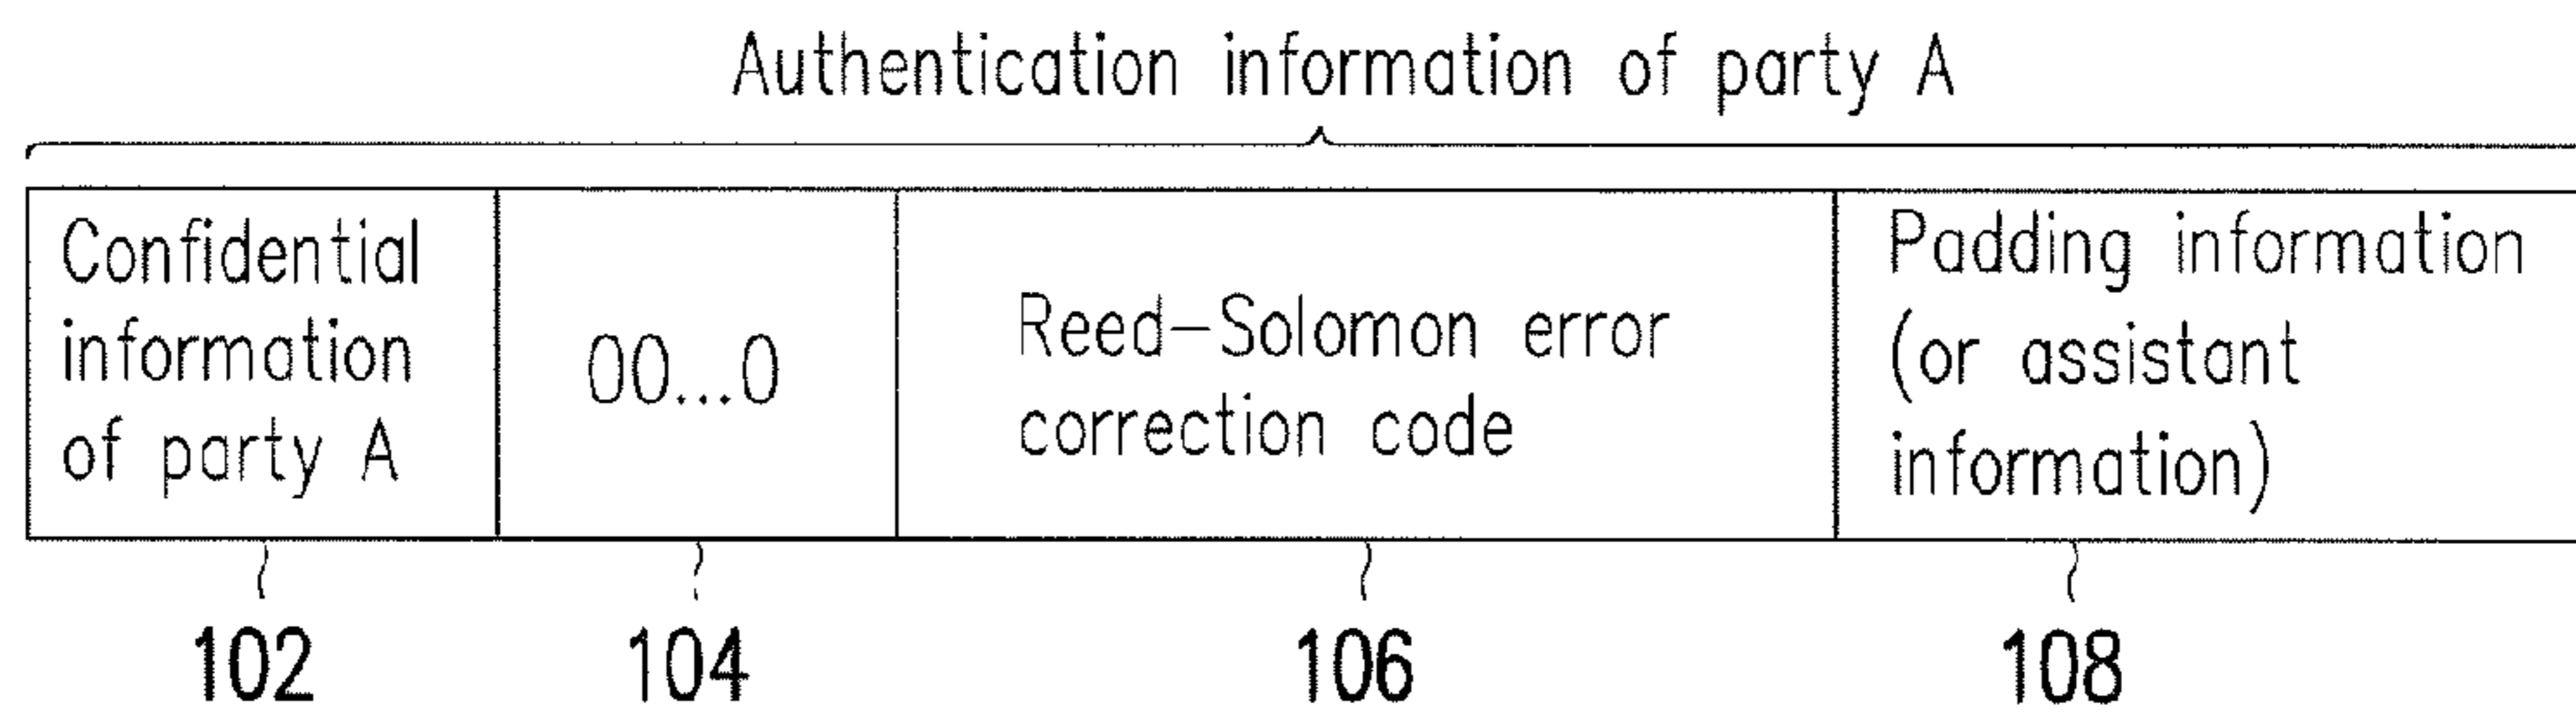 Authentication information of party A
Confidential
information
of party A
00...0
Reed-Solomon error
correction code
Padding information
(or assistant
information)
102
104
106
108